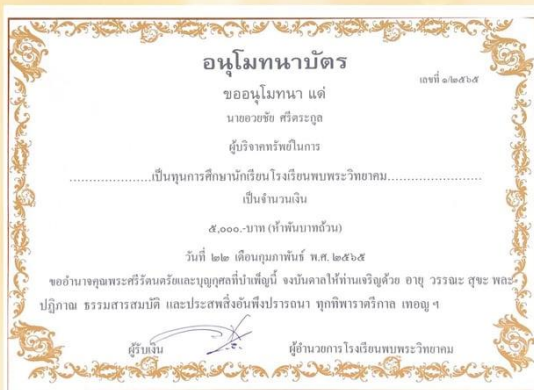 อนุโมทนาบัตร
เลขที่ ๑/๒๕๖๕
ขออนุโมทนา แด่
นายอวยชัย ศรีตระกูล
ผู้บริจาคทรัพย์ในการ
....................เป็นทุนการศึกษานักเรียนโรงเรียนพบพระวิทยาคม....................
เป็นจำนวนเงิน
๕,๐๐๐.-บาท (ห้าพันบาทถ้วน)
วันที่ ๒๒ เดือนกุมภาพันธ์ พ.ศ. ๒๕๖๕
ขออำนาจคุณพระศรีรัตนตรัยและบุญกุศลที่บำเพ็ญนี้ จงบันดาลให้ท่านเจริญด้วย อายุ วรรณะ สุขะ พละ
ปฏิภาณ ธรรมสารสมบัติ และประสพสิ่งอันพึงปรารถนา ทุกทิพาราตรีกาล เทอญ ฯ
ผู้รับเงิน
ผู้อำนวยการโรงเรียนพบพระวิทยาคม